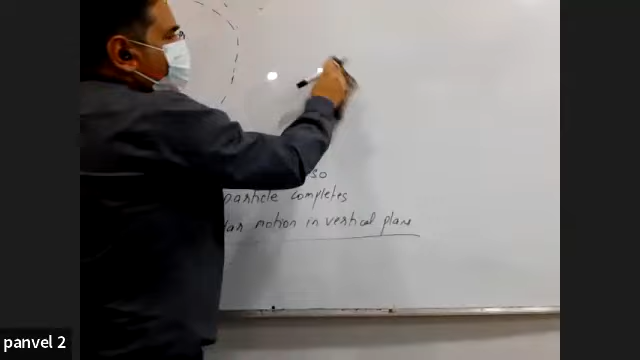 so
particle completes
lar motion in vertical plane
panvel 2